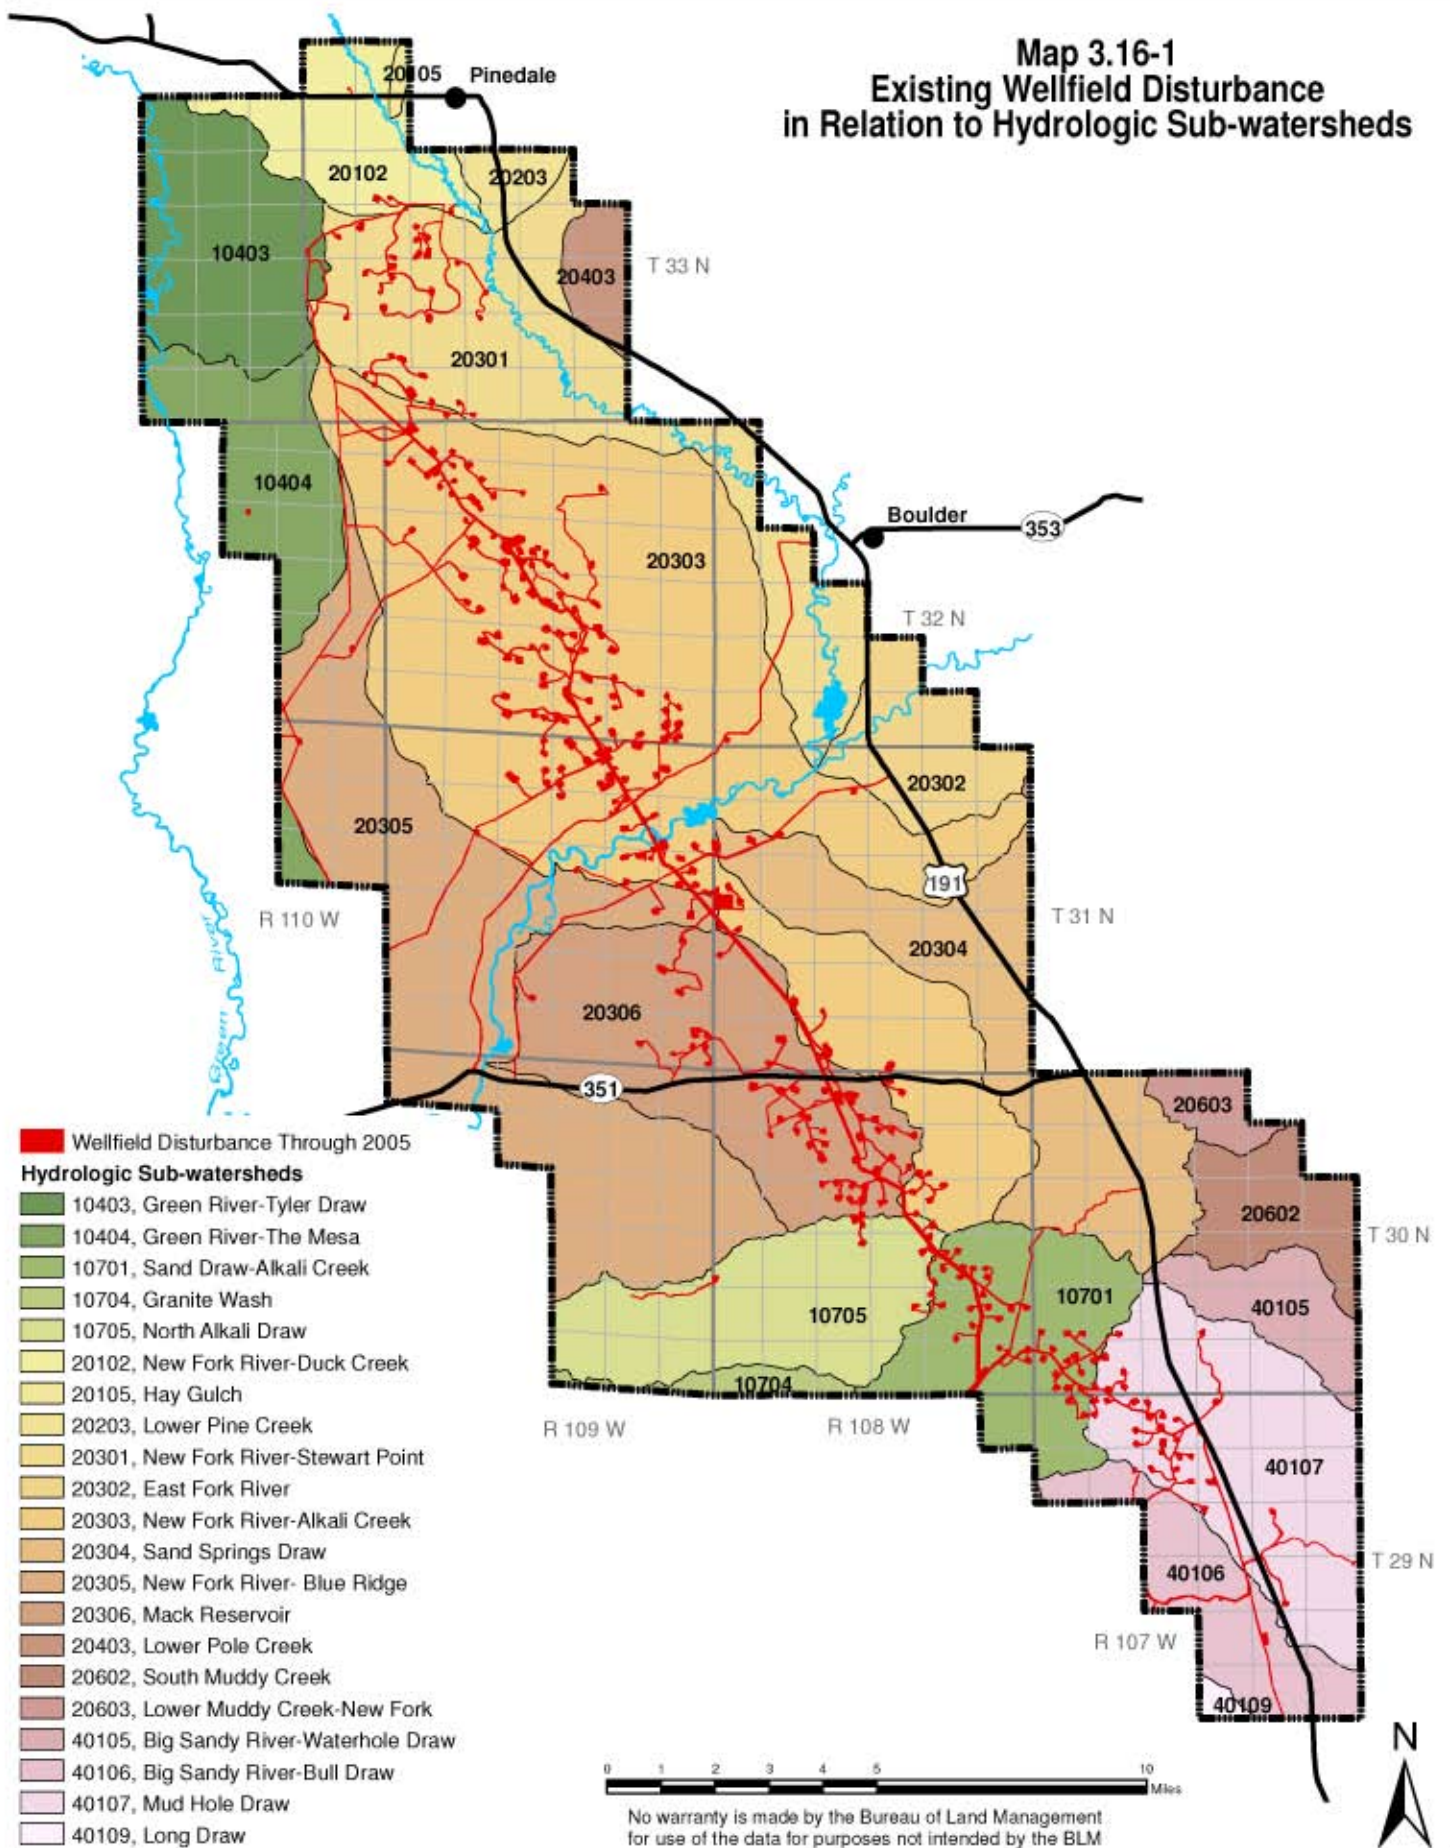 Map 3.16-1
Existing Wellfield Disturbance
in Relation to Hydrologic Sub-watersheds
20105
Pinedale
20102
20203
10403
20403
T 33 N
20301
10404
Boulder
353
20303
T 32 N
20302
20305
191
R 110 W
T 31 N
20304
Green River
20306
351
20603
20602
T 30 N
10701
40105
10705
10704
R 109 W
R 108 W
40107
T 29 N
40106
R 107 W
40109
Wellfield Disturbance Through 2005
Hydrologic Sub-watersheds
10403, Green River-Tyler Draw
10404, Green River-The Mesa
10701, Sand Draw-Alkali Creek
10704, Granite Wash
10705, North Alkali Draw
20102, New Fork River-Duck Creek
20105, Hay Gulch
20203, Lower Pine Creek
20301, New Fork River-Stewart Point
20302, East Fork River
20303, New Fork River-Alkali Creek
20304, Sand Springs Draw
20305, New Fork River- Blue Ridge
20306, Mack Reservoir
20403, Lower Pole Creek
20602, South Muddy Creek
20603, Lower Muddy Creek-New Fork
40105, Big Sandy River-Waterhole Draw
40106, Big Sandy River-Bull Draw
40107, Mud Hole Draw
40109, Long Draw
N
0 1 2 3 4 5 10
Miles
No warranty is made by the Bureau of Land Management
for use of the data for purposes not intended by the BLM